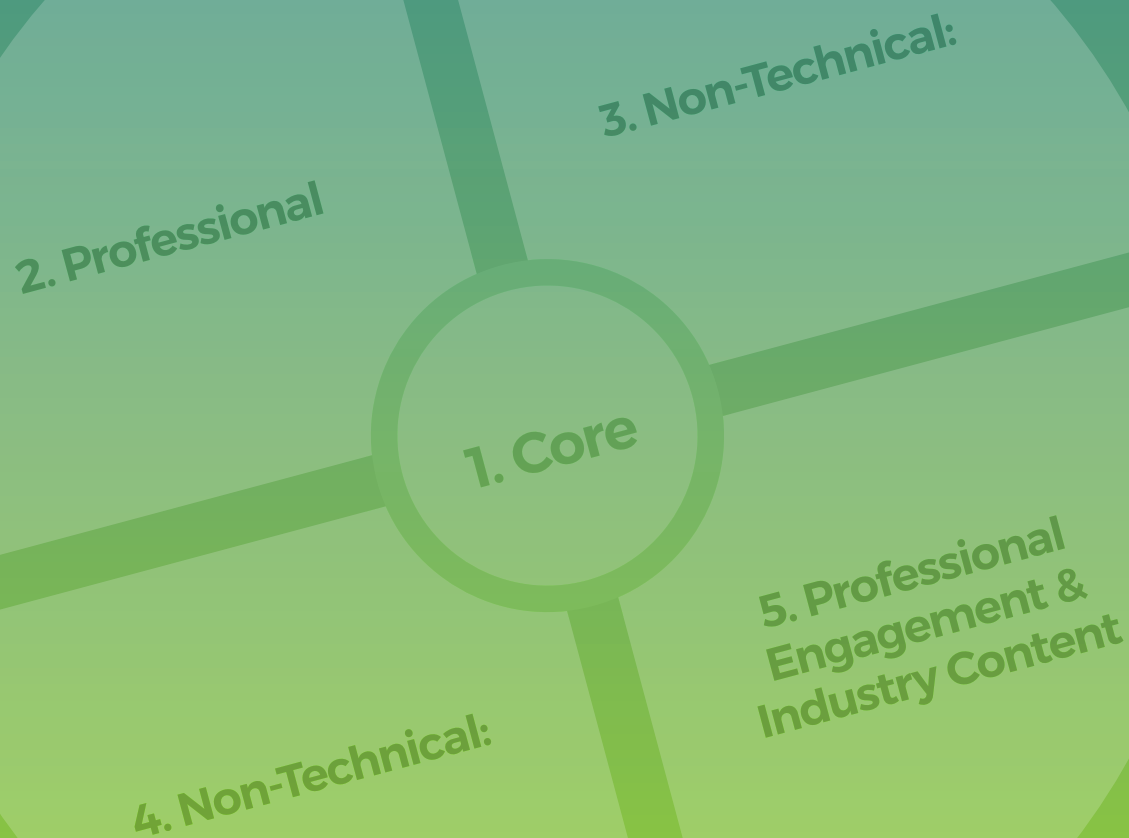 3. Non-Technical:
2. Professional
1. Core
5. Professional
Engagement &
Industry Content
4. Non-Technical: